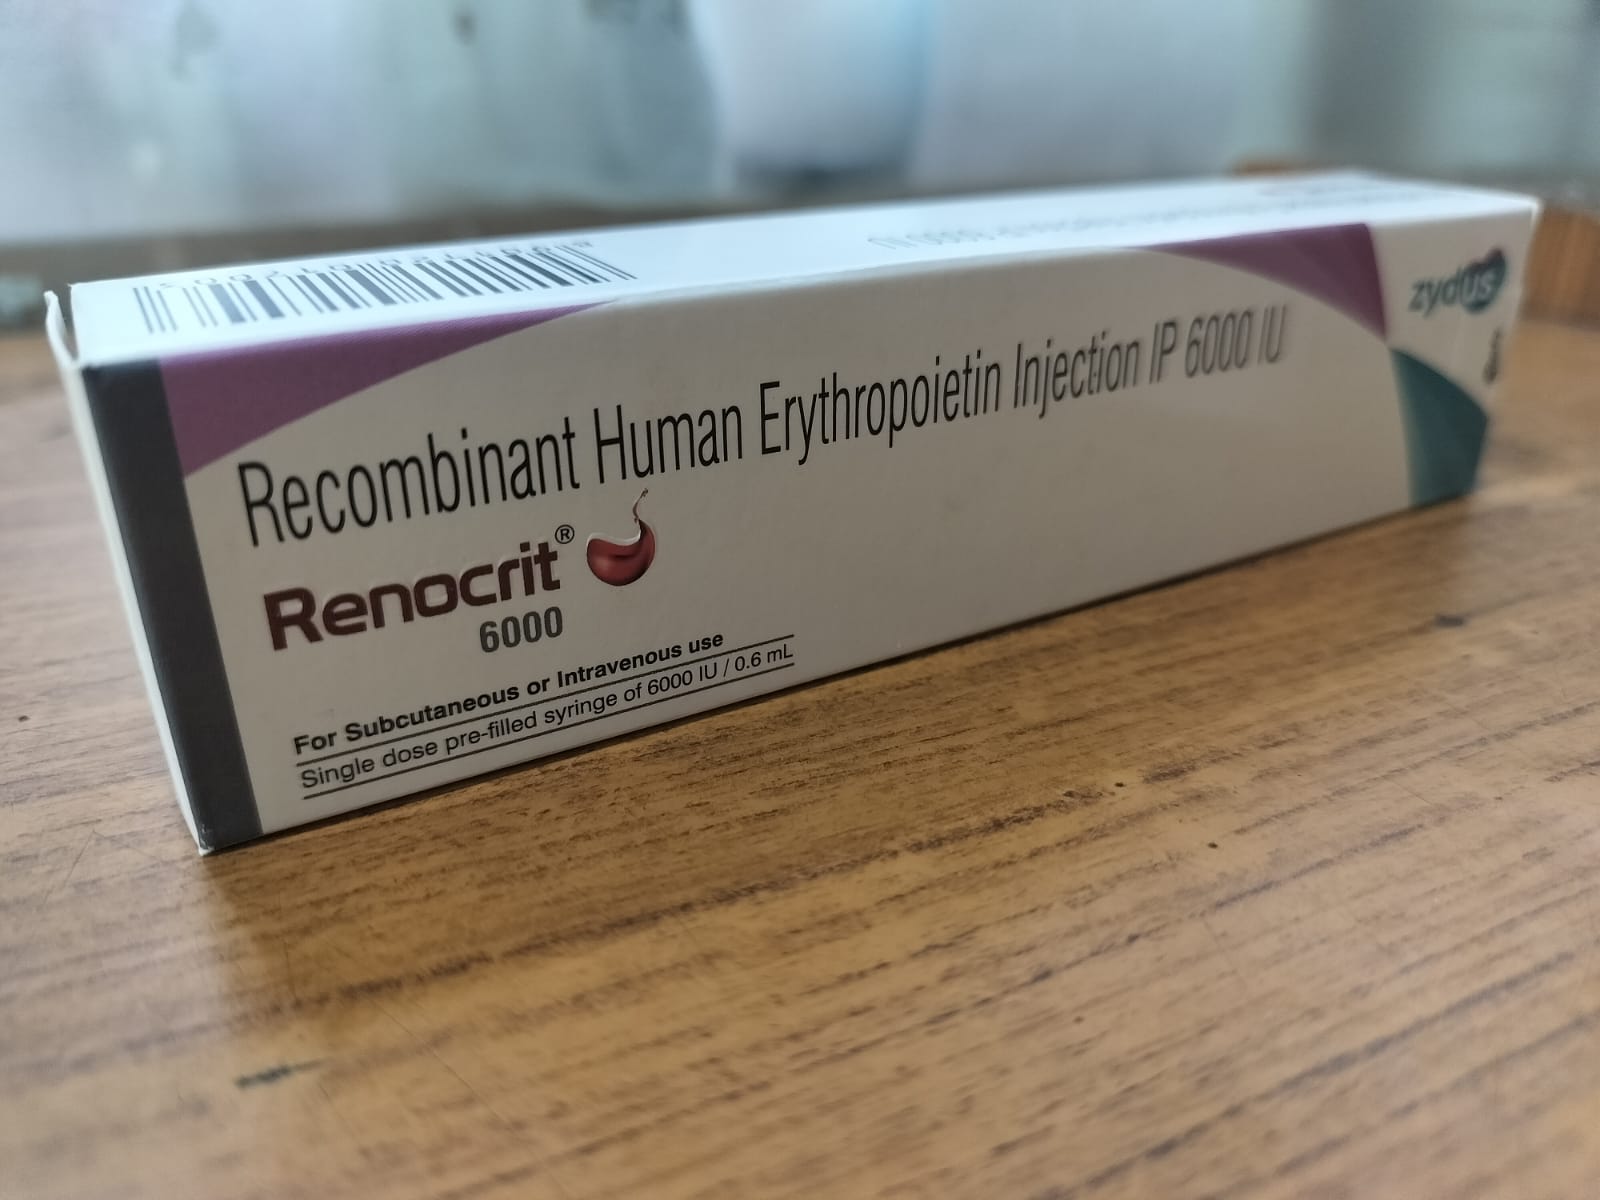 Recombinant Human Erythropoietin Injection IP 6000 IU
Renocrit®
6000
For Subcutaneous or Intravenous use
Single dose pre-filled syringe of 6000 IU / 0.6 mL
zydus